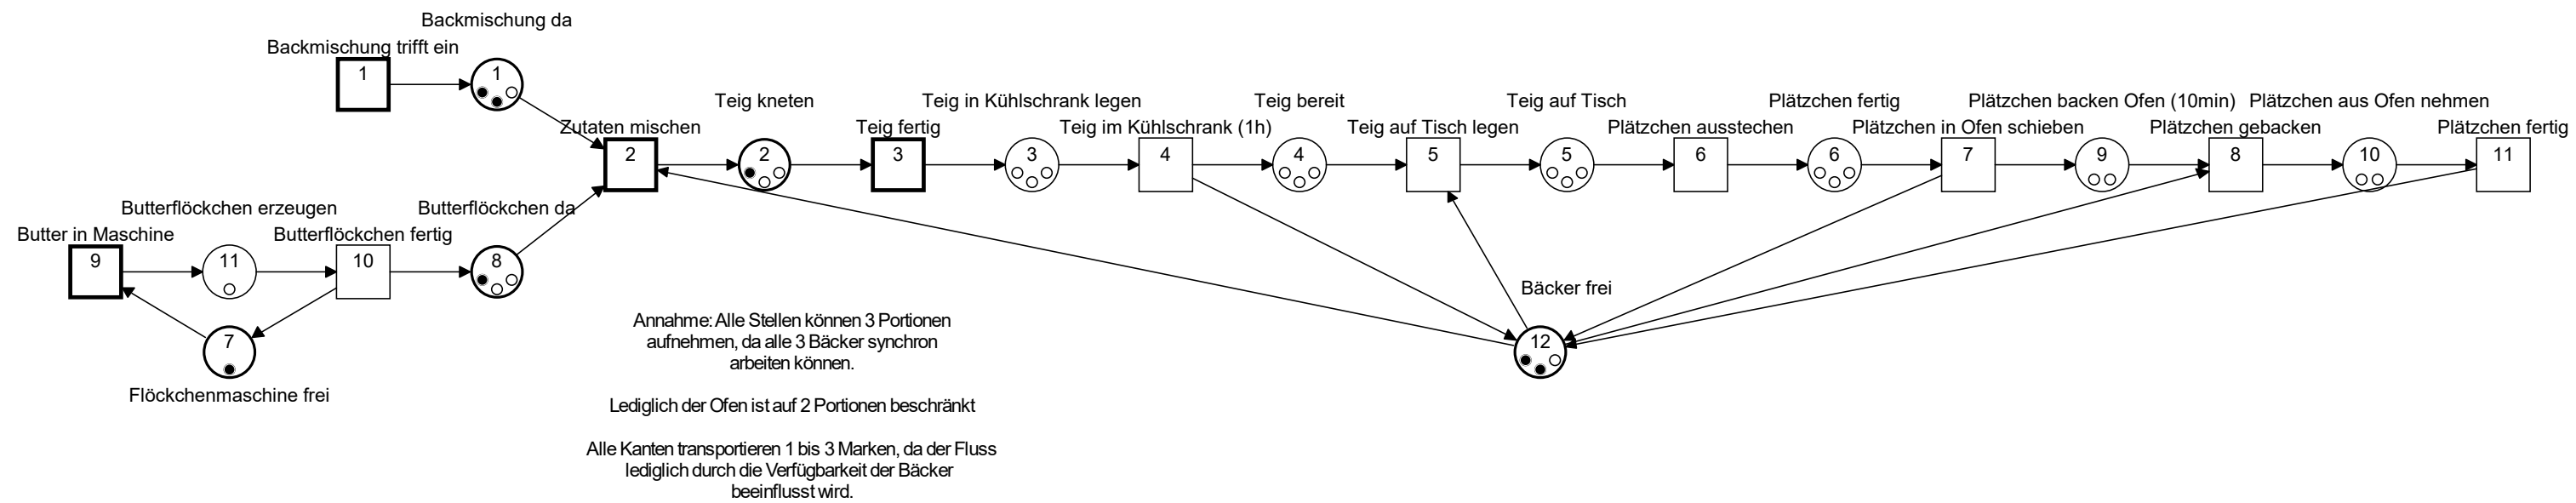 Backmischung da
Backmischung trifft ein
1
1
Teig kneten
Teig in Kühlschrank legen
Teig bereit
Teig auf Tisch
Plätzchen fertig
Plätzchen backen Ofen (10min)
Plätzchen aus Ofen nehmen
Zutaten mischen
Teig fertig
Teig im Kühlschrank (1h)
Teig auf Tisch legen
Plätzchen ausstechen
Plätzchen in Ofen schieben
Plätzchen gebacken
Plätzchen fertig
2
2
3
3
4
4
5
5
6
6
7
9
8
10
11
Butterflöckchen erzeugen
Butterflöckchen da
Butter in Maschine
Butterflöckchen fertig
9
11
10
8
Bäcker frei
7
12
Flöckchenmaschine frei
Annahme: Alle Stellen können 3 Portionen
aufnehmen, da alle 3 Bäcker synchron
arbeiten können.
Lediglich der Ofen ist auf 2 Portionen beschränkt
Alle Kanten transportieren 1 bis 3 Marken, da der Fluss
lediglich durch die Verfügbarkeit der Bäcker
beeinflusst wird.